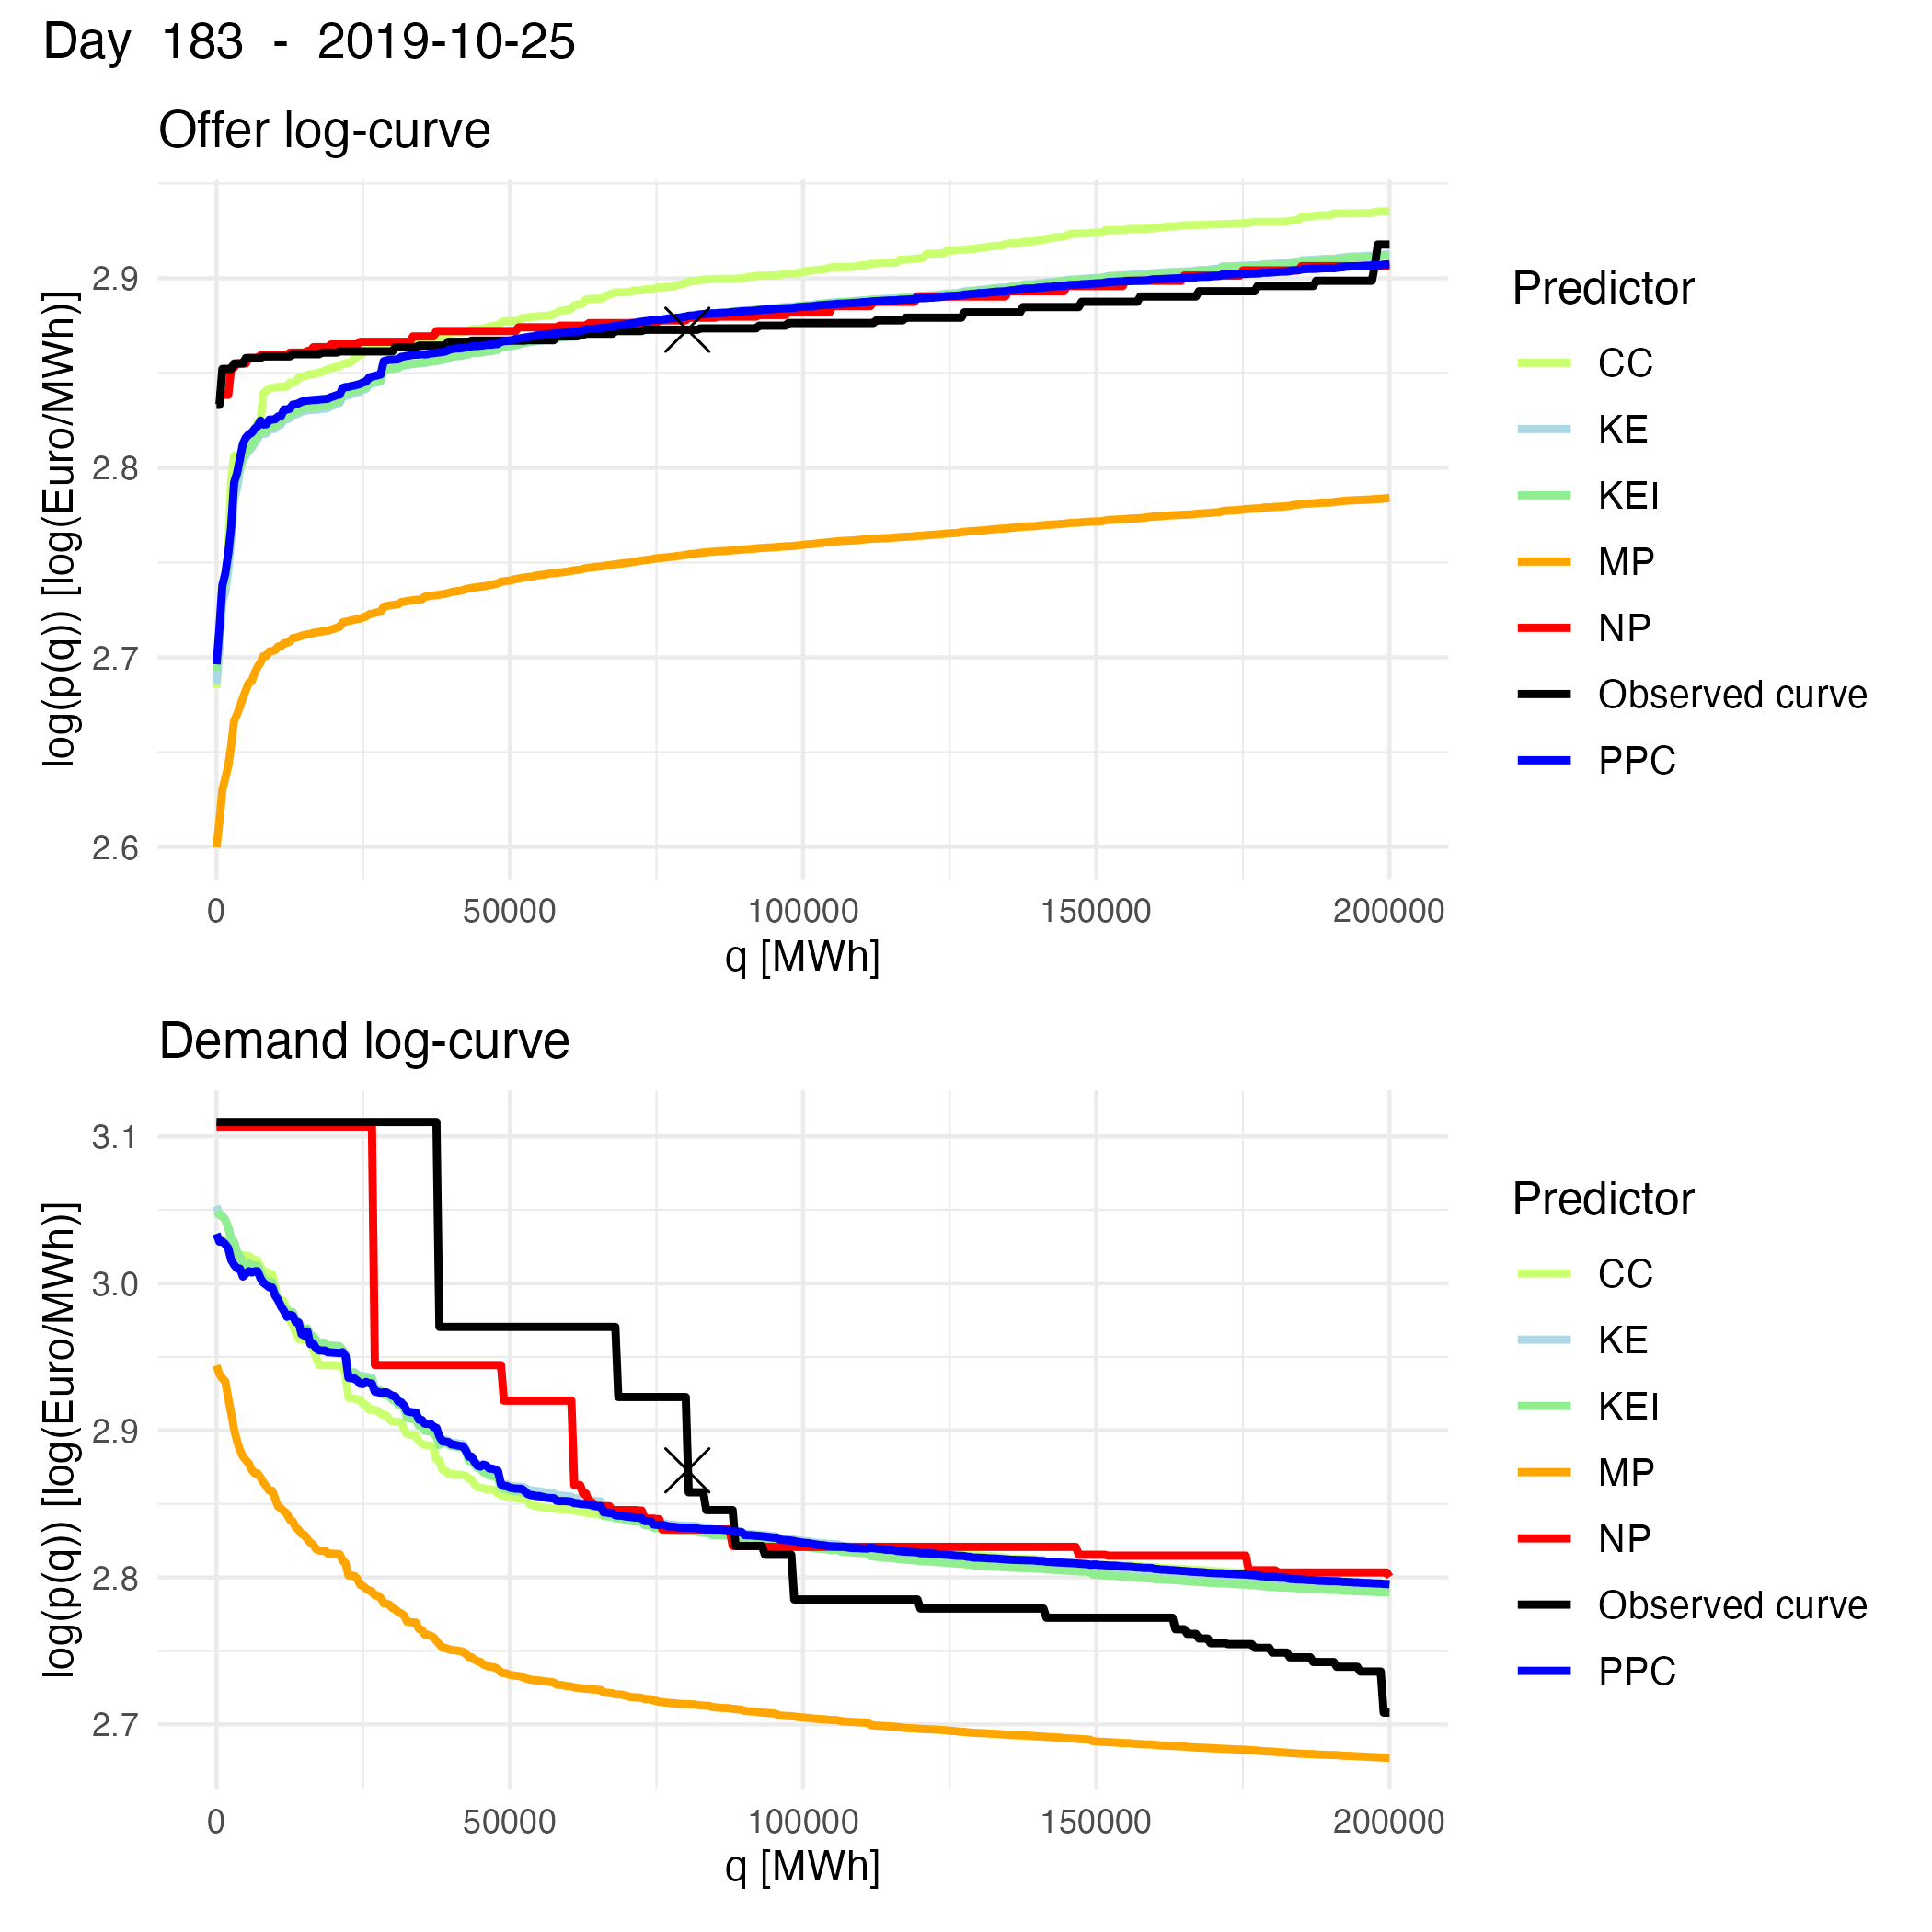 Day 183 - 2019-10-25
Offer log-curve
log(p(q)) [log(Euro/MWh)]
2.9
2.8
2.7
2.6
0 50000 100000 150000 200000
q [MWh]
Predictor
CC
KE
KEI
MP
NP
Observed curve
PPC
Demand log-curve
log(p(q)) [log(Euro/MWh)]
3.1
3.0
2.9
2.8
2.7
0 50000 100000 150000 200000
q [MWh]
Predictor
CC
KE
KEI
MP
NP
Observed curve
PPC